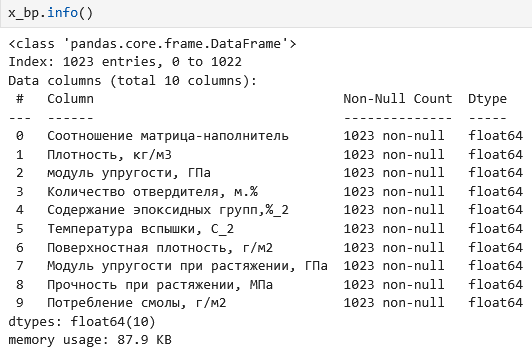 x_bp.info()
<class 'pandas.core.frame.DataFrame'>
Index: 1023 entries, 0 to 1022
Data columns (total 10 columns):
 #   Column                               Non-Null Count  Dtype
---  ------                               --------------  -----
 0   Соотношение матрица-наполнитель       1023 non-null   float64
 1   Плотность, кг/м3                     1023 non-null   float64
 2   модуль упругости, ГПа                1023 non-null   float64
 3   Количество отвердителя, м.%          1023 non-null   float64
 4   Содержание эпоксидных групп,%_2      1023 non-null   float64
 5   Температура вспышки, С_2             1023 non-null   float64
 6   Поверхностная плотность, г/м2        1023 non-null   float64
 7   Модуль упругости при растяжении, ГПа  1023 non-null   float64
 8   Прочность при растяжении, МПа        1023 non-null   float64
 9   Потребление смолы, г/м2              1023 non-null   float64
dtypes: float64(10)
memory usage: 87.9 KB